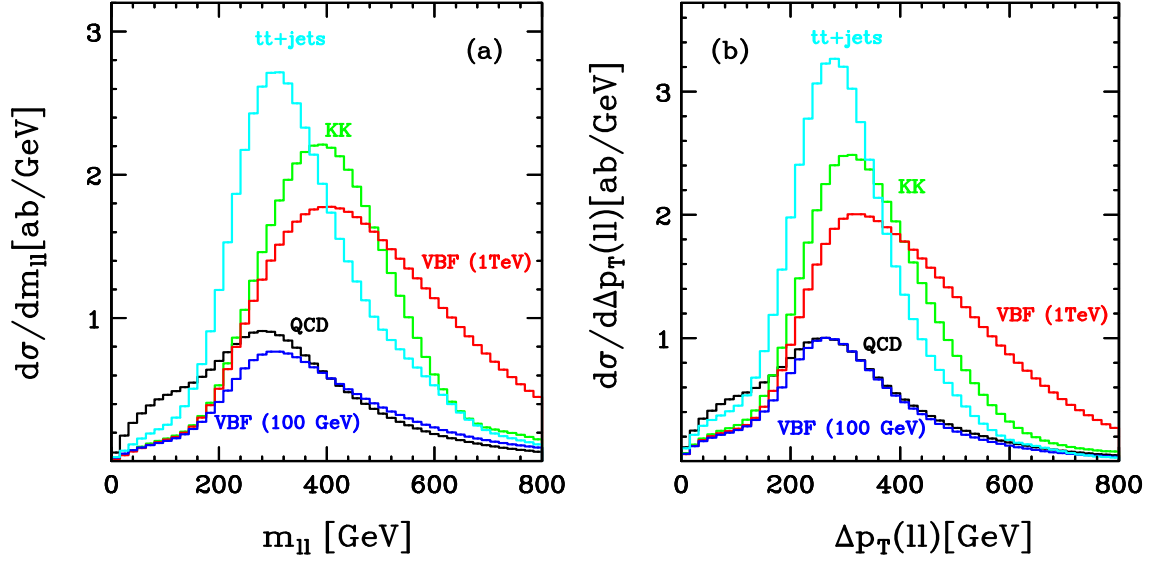 tt+jets
(a)
KK
VBF (1TeV)
QCD
VBF (100 GeV)
3
2
1
0 200 400 600 800
dσ/dm_ll[ab/GeV]
m_ll [GeV]
tt+jets
(b)
KK
VBF (1TeV)
QCD
VBF (100 GeV)
3
2
1
0
0 200 400 600 800
dσ/dΔp_T(ll)[ab/GeV]
Δp_T(ll)[GeV]